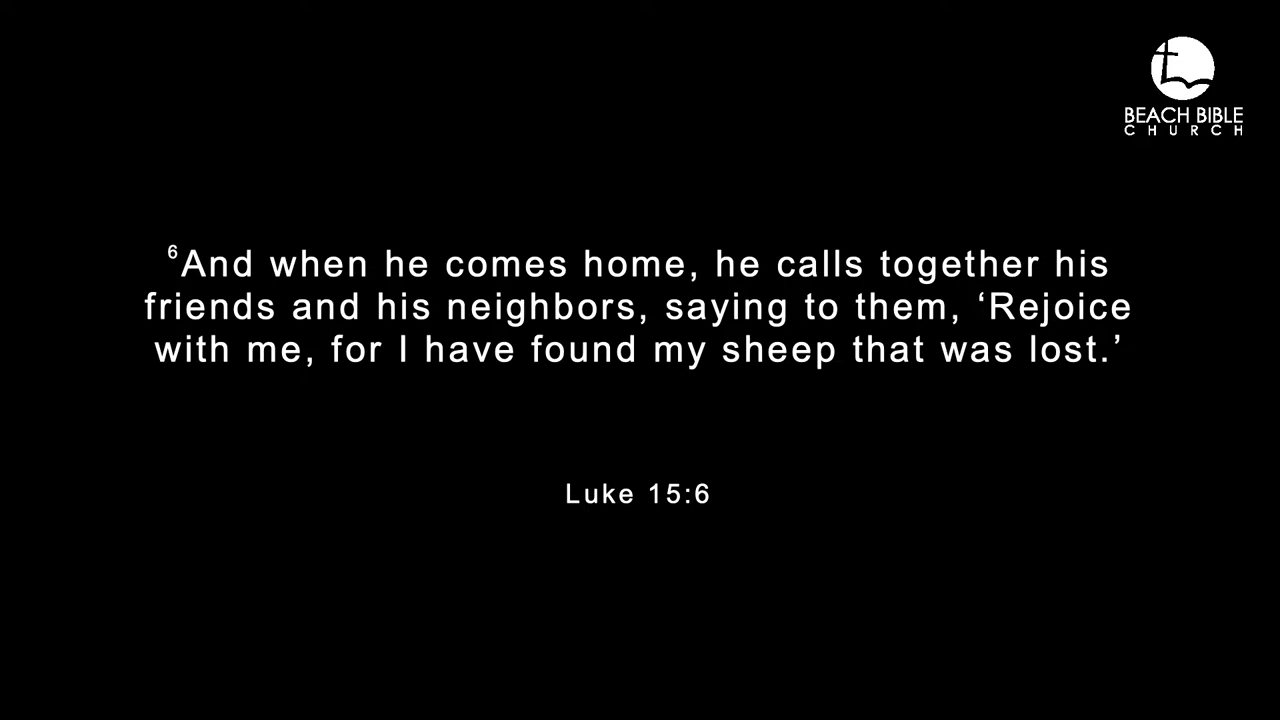 BEACH BIBLE
CHURCH
⁶And when he comes home, he calls together his
friends and his neighbors, saying to them, ‘Rejoice
with me, for I have found my sheep that was lost.’
Luke 15:6